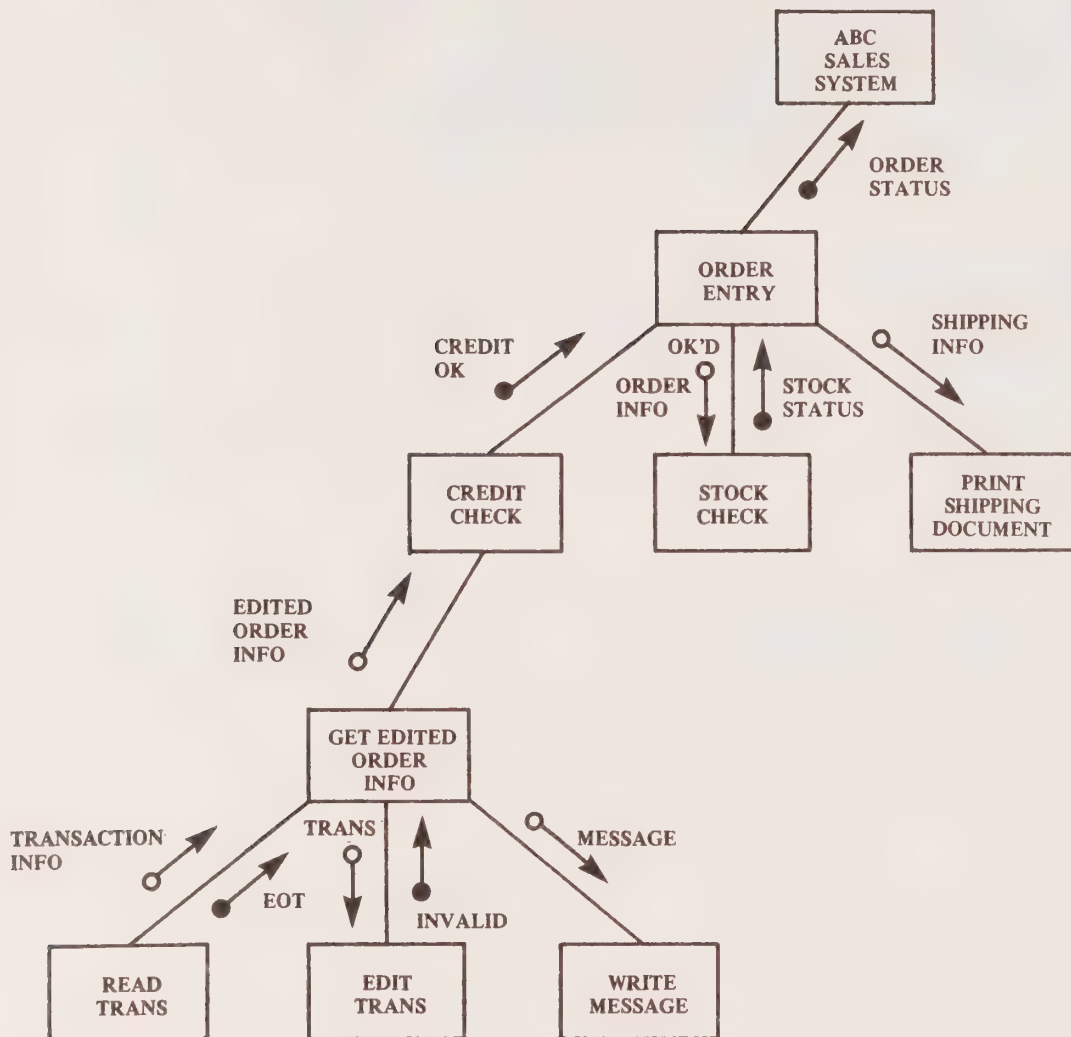 ABC
SALES
SYSTEM
ORDER
STATUS
ORDER
ENTRY
CREDIT
OK
OK'D
ORDER
INFO
STOCK
STATUS
SHIPPING
INFO
CREDIT
CHECK
STOCK
CHECK
PRINT
SHIPPING
DOCUMENT
EDITED
ORDER
INFO
GET EDITED
ORDER
INFO
TRANSACTION
INFO
EOT
TRANS
INVALID
MESSAGE
READ
TRANS
EDIT
TRANS
WRITE
MESSAGE